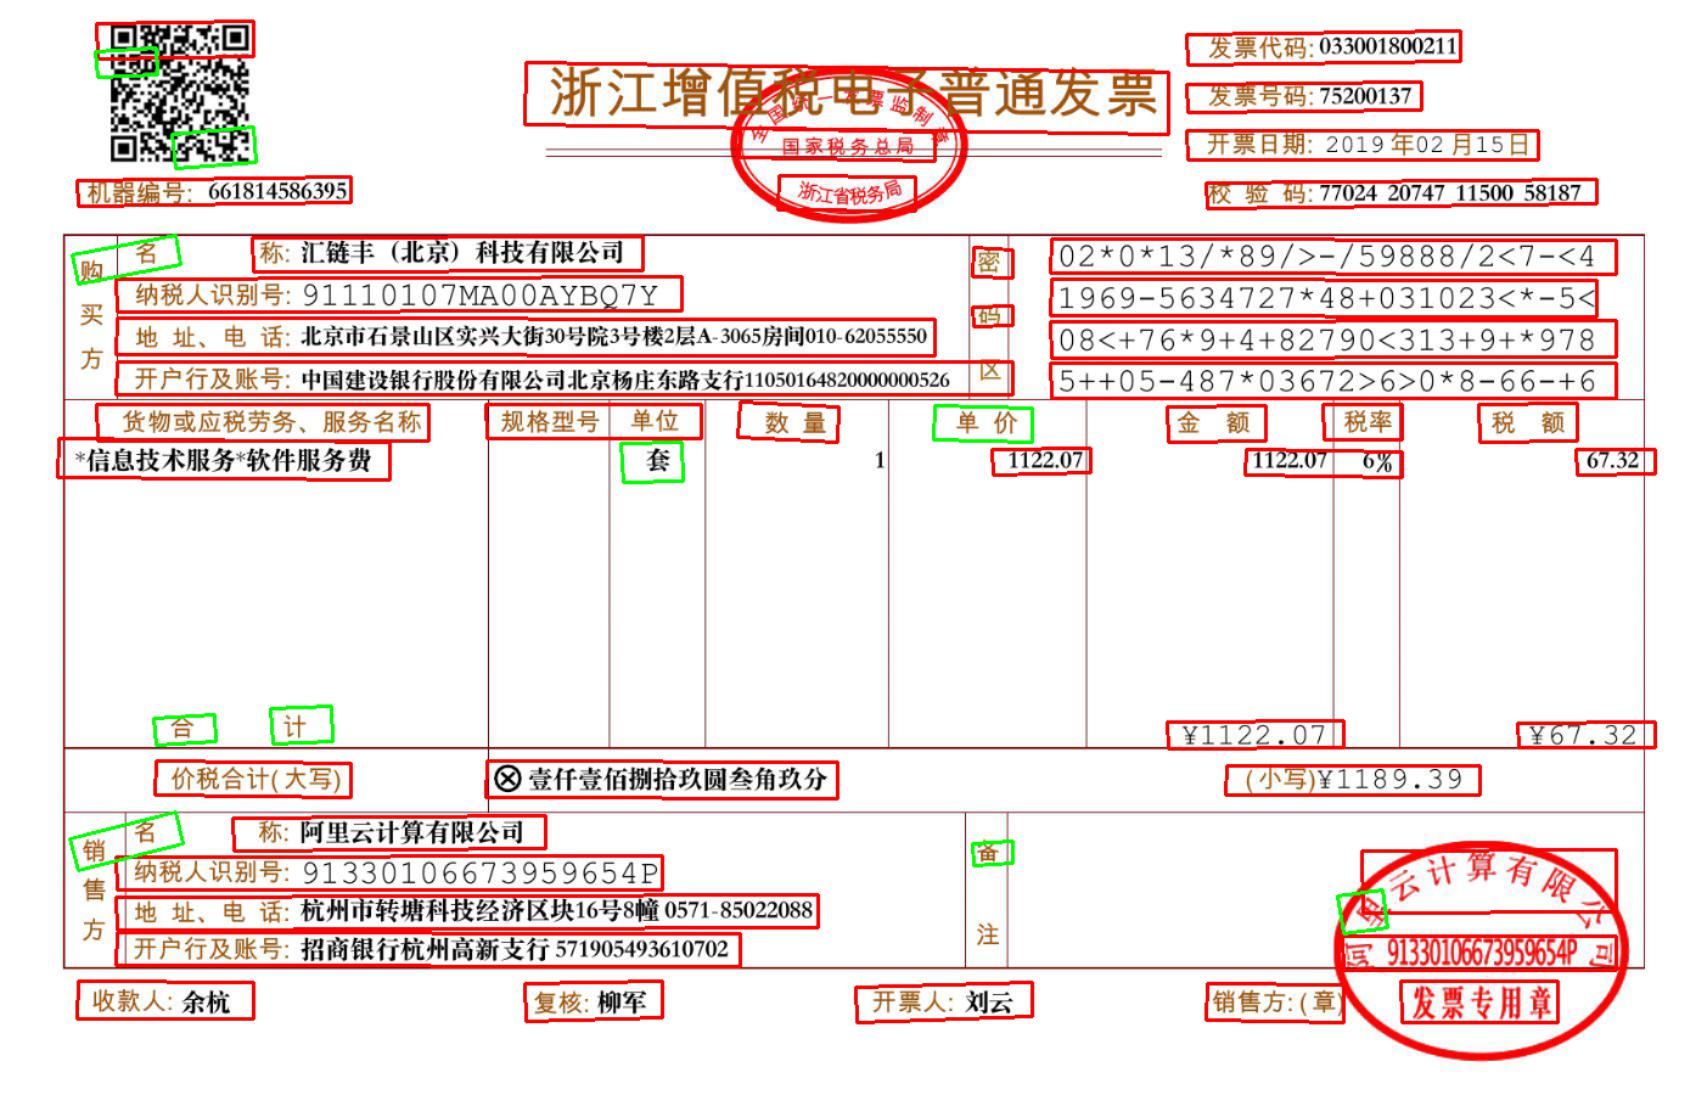 浙江增值税电子普通发票
全国统一发票监制章
国家税务总局
浙江省税务局
发票代码: 033001800211
发票号码: 75200137
开票日期: 2019年02月15日
校验码: 77024 20747 11500 58187
机器编号: 661814586395
购买方
名称: 汇链丰（北京）科技有限公司
纳税人识别号: 91110107MA00AYBQ7Y
地址、电话: 北京市石景山区实兴大街30号院3号楼2层A-3065房间010-62055550
开户行及账号: 中国建设银行股份有限公司北京杨庄东路支行11050164820000000526
密码区
02*0*13/*89/>-/59888/2<7-<4
1969-5634727*48+031023<*-5<
08<+76*9+4+82790<313+9+*978
5++05-487*03672>6>0*8-66-+6
货物或应税劳务、服务名称 规格型号 单位 数量 单价 金额 税率 税额
*信息技术服务*软件服务费 套 1 1122.07 1122.07 6% 67.32
合计 ¥1122.07 ¥67.32
价税合计(大写) ⊗壹仟壹佰捌拾玖圆叁角玖分 (小写)¥1189.39
销售方
名称: 阿里云计算有限公司
纳税人识别号: 91330106673959654P
地址、电话: 杭州市转塘科技经济区块16号8幢 0571-85022088
开户行及账号: 招商银行杭州高新支行 571905493610702
备注
阿里云计算有限公司
91330106673959654P
发票专用章
收款人: 余杭 复核: 柳军 开票人: 刘云 销售方:(章)